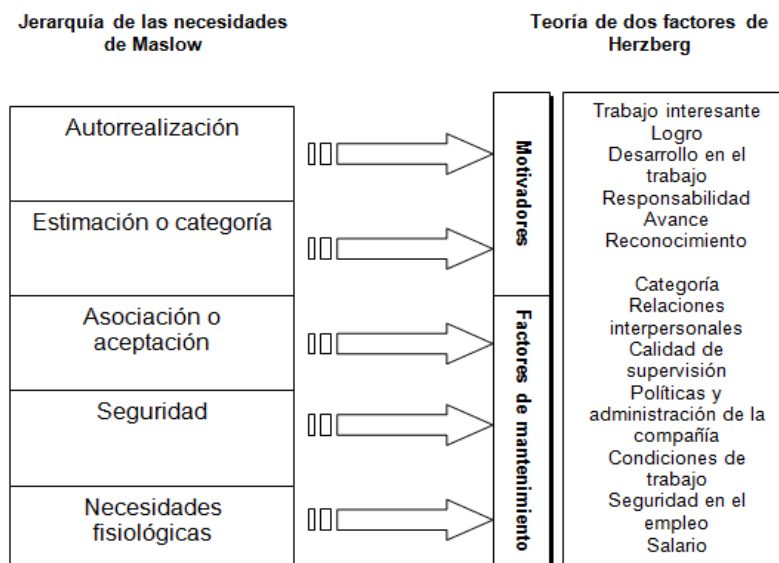 Jerarquía de las necesidades
de Maslow
Teoría de dos factores de
Herzberg
Autorrealización
Estimación o categoría
Asociación o
aceptación
Seguridad
Necesidades
fisiológicas
Motivadores
Factores de mantenimiento
Trabajo interesante
Logro
Desarrollo en el
trabajo
Responsabilidad
Avance
Reconocimiento
Categoría
Relaciones
interpersonales
Calidad de
supervisión
Políticas y
administración de la
compañía
Condiciones de
trabajo
Seguridad en el
empleo
Salario